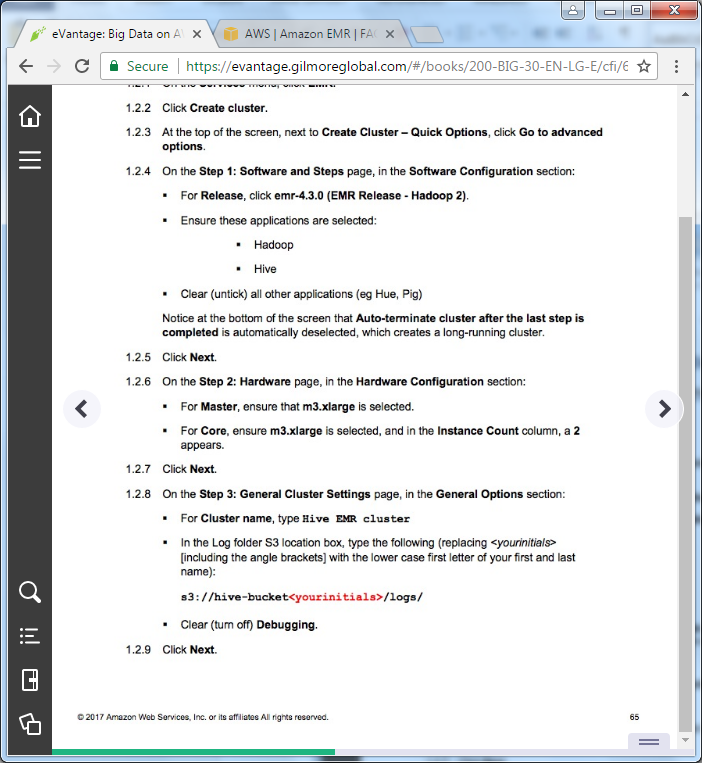 eVantage: Big Data on A
AWS | Amazon EMR | FAC
Secure
https://evantage.gilmoreglobal.com/#/books/200-BIG-30-EN-LG-E/cfi/6
1.2.1 On the Services menu, click EMR.
1.2.2 Click Create cluster.
1.2.3 At the top of the screen, next to Create Cluster – Quick Options, click Go to advanced
options.
1.2.4 On the Step 1: Software and Steps page, in the Software Configuration section:
▪ For Release, click emr-4.3.0 (EMR Release - Hadoop 2).
▪ Ensure these applications are selected:
▪ Hadoop
▪ Hive
▪ Clear (untick) all other applications (eg Hue, Pig)
Notice at the bottom of the screen that Auto-terminate cluster after the last step is
completed is automatically deselected, which creates a long-running cluster.
1.2.5 Click Next.
1.2.6 On the Step 2: Hardware page, in the Hardware Configuration section:
▪ For Master, ensure that m3.xlarge is selected.
▪ For Core, ensure m3.xlarge is selected, and in the Instance Count column, a 2
appears.
1.2.7 Click Next.
1.2.8 On the Step 3: General Cluster Settings page, in the General Options section:
▪ For Cluster name, type Hive EMR cluster
▪ In the Log folder S3 location box, type the following (replacing <yourinitials>
[including the angle brackets] with the lower case first letter of your first and last
name):
s3://hive-bucket<yourinitials>/logs/
▪ Clear (turn off) Debugging.
1.2.9 Click Next.
© 2017 Amazon Web Services, Inc. or its affiliates All rights reserved.
65